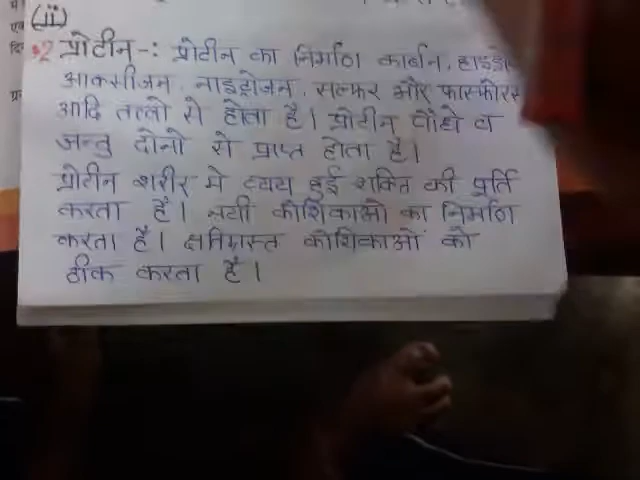 (ii)
2 प्रोटीन -: प्रोटीन का निर्माण कार्बन, हाइड्रो
आक्सीजन, नाइट्रोजन, सल्फर और फास्फोरस
आदि तत्वो से होता है। प्रोटीन पौधो व
जन्तु दोनो से प्राप्त होता है।
प्रोटीन शरीर मे व्यय हुई शक्ति की पूर्ति
करता है। नयी कोशिकाओ का निर्माण
करता है। क्षतिग्रस्त कोशिकाओं को
ठीक करता है।